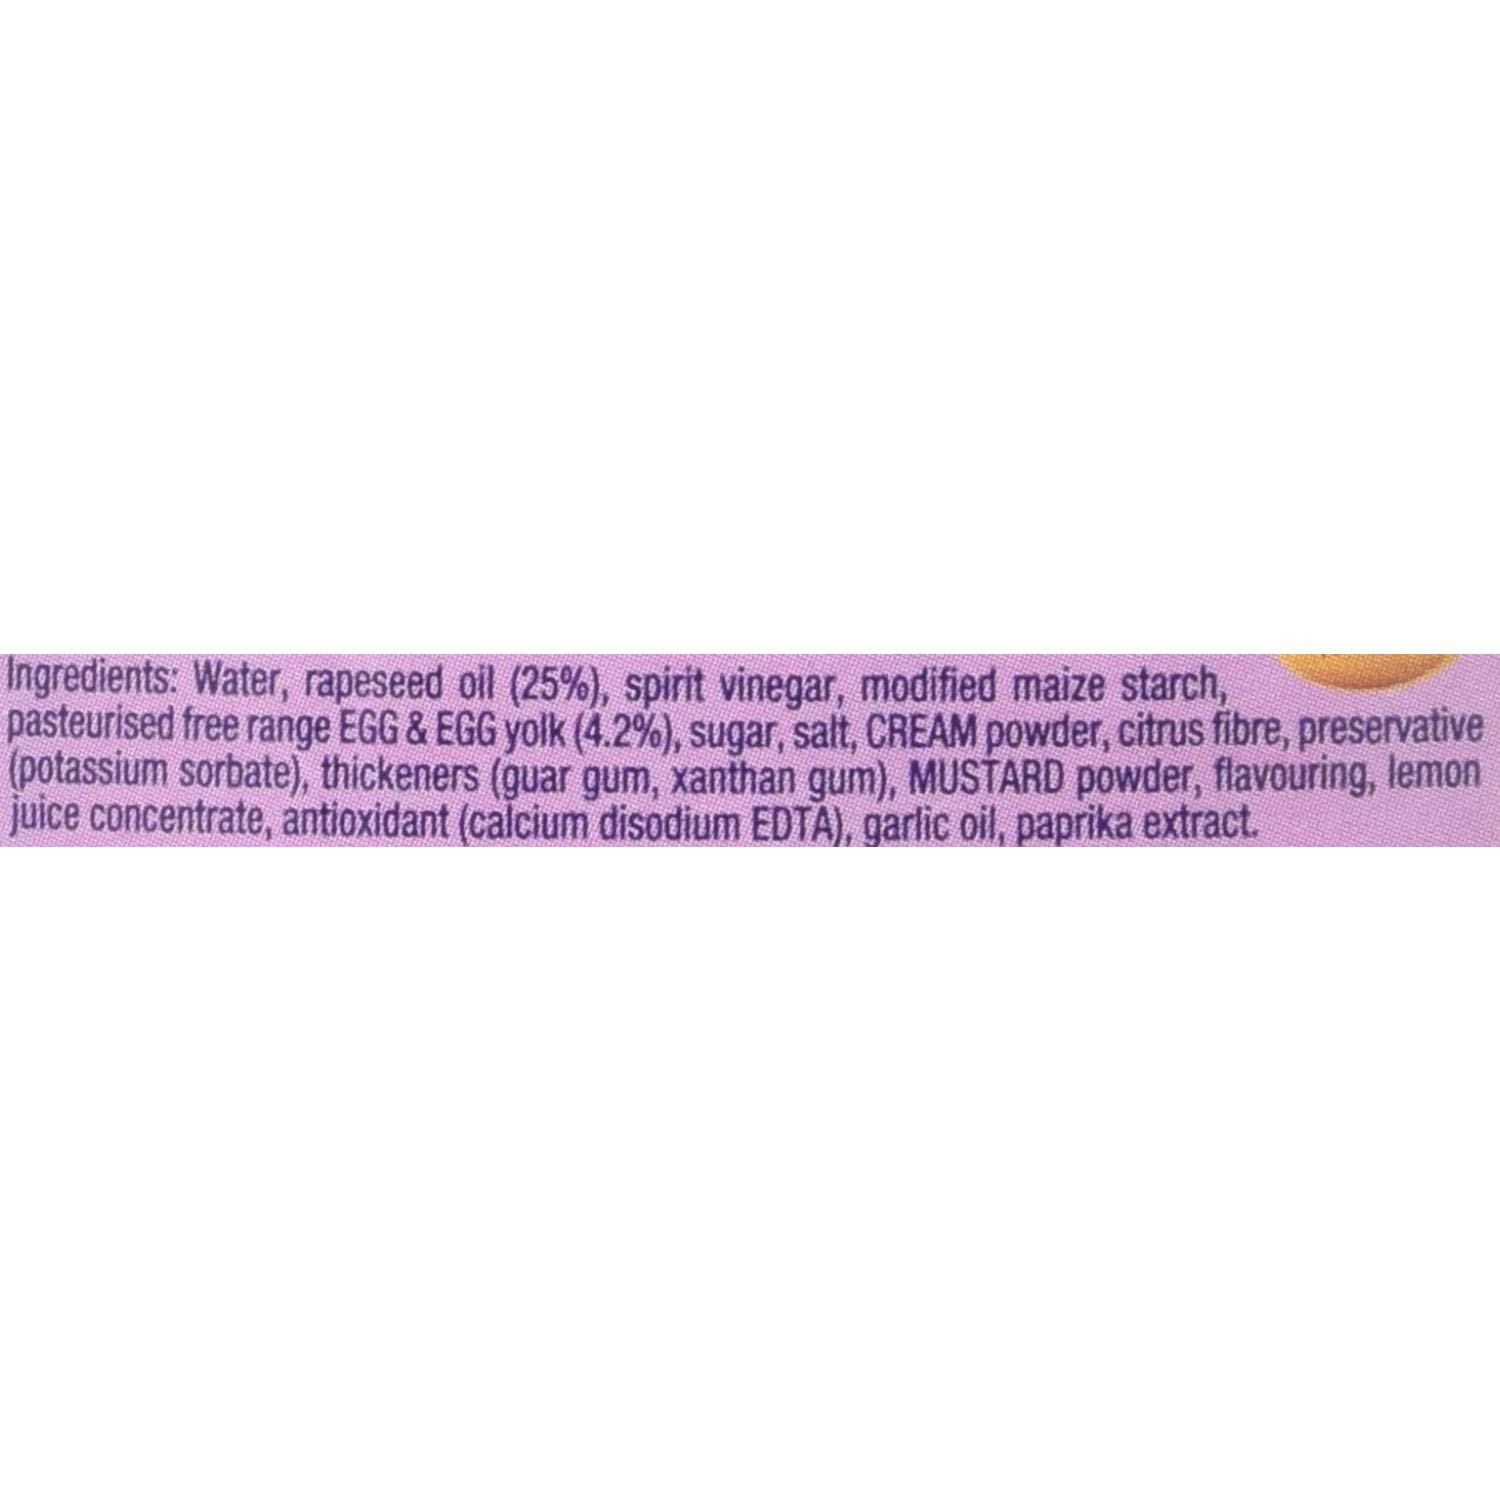 Ingredients: Water, rapeseed oil (25%), spirit vinegar, modified maize starch,
pasteurised free range EGG & EGG yolk (4.2%), sugar, salt, CREAM powder, citrus fibre, preservative
(potassium sorbate), thickeners (guar gum, xanthan gum), MUSTARD powder, flavouring, lemon
juice concentrate, antioxidant (calcium disodium EDTA), garlic oil, paprika extract.